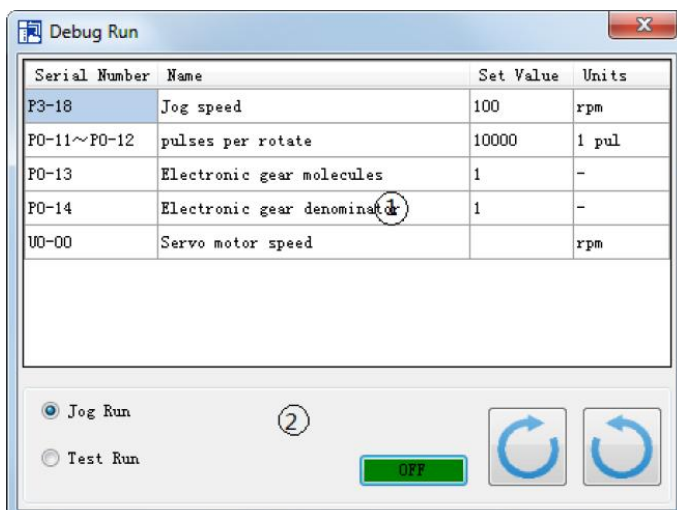 Debug Run
Serial Number Name Set Value Units
P3-18 Jog speed 100 rpm
P0-11~P0-12 pulses per rotate 10000 1 pul
P0-13 Electronic gear molecules 1 -
P0-14 Electronic gear denominator 1 -
U0-00 Servo motor speed rpm
①
Jog Run
②
Test Run
OFF